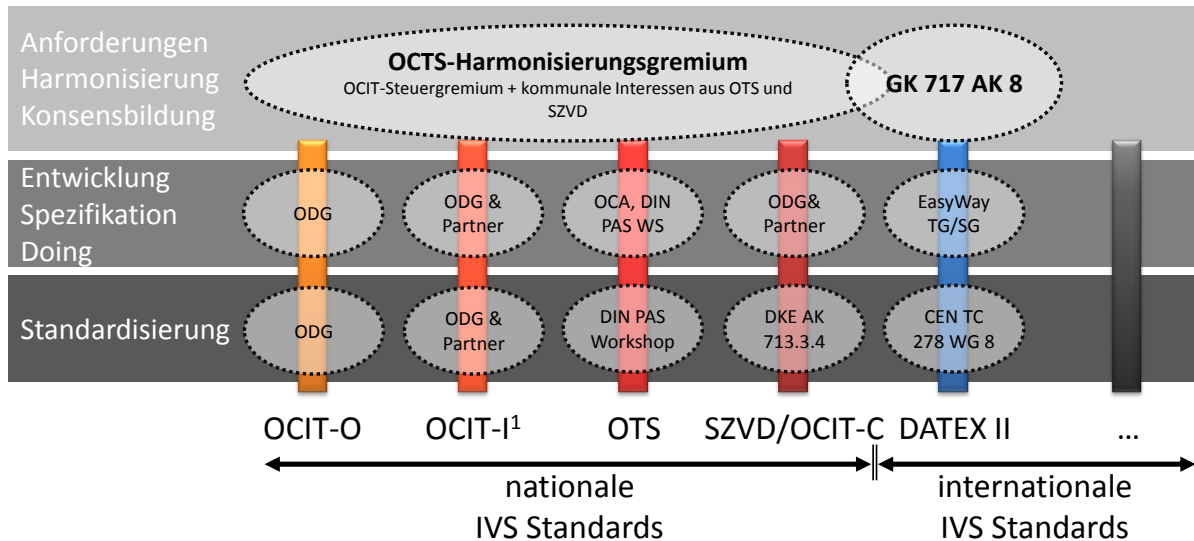 Anforderungen
Harmonisierung
Konsensbildung
OCTS-Harmonisierungsgremium
OCIT-Steuergremium + kommunale Interessen aus OTS und
SZVD
GK 717 AK 8
Entwicklung
Spezifikation
Doing
ODG
ODG &
Partner
OCA, DIN
PAS WS
ODG&
Partner
EasyWay
TG/SG
Standardisierung
ODG
ODG &
Partner
DIN PAS
Workshop
DKE AK
713.3.4
CEN TC
278 WG 8
OCIT-O
OCIT-I¹
OTS
SZVD/OCIT-C
DATEX II
...
nationale
IVS Standards
internationale
IVS Standards